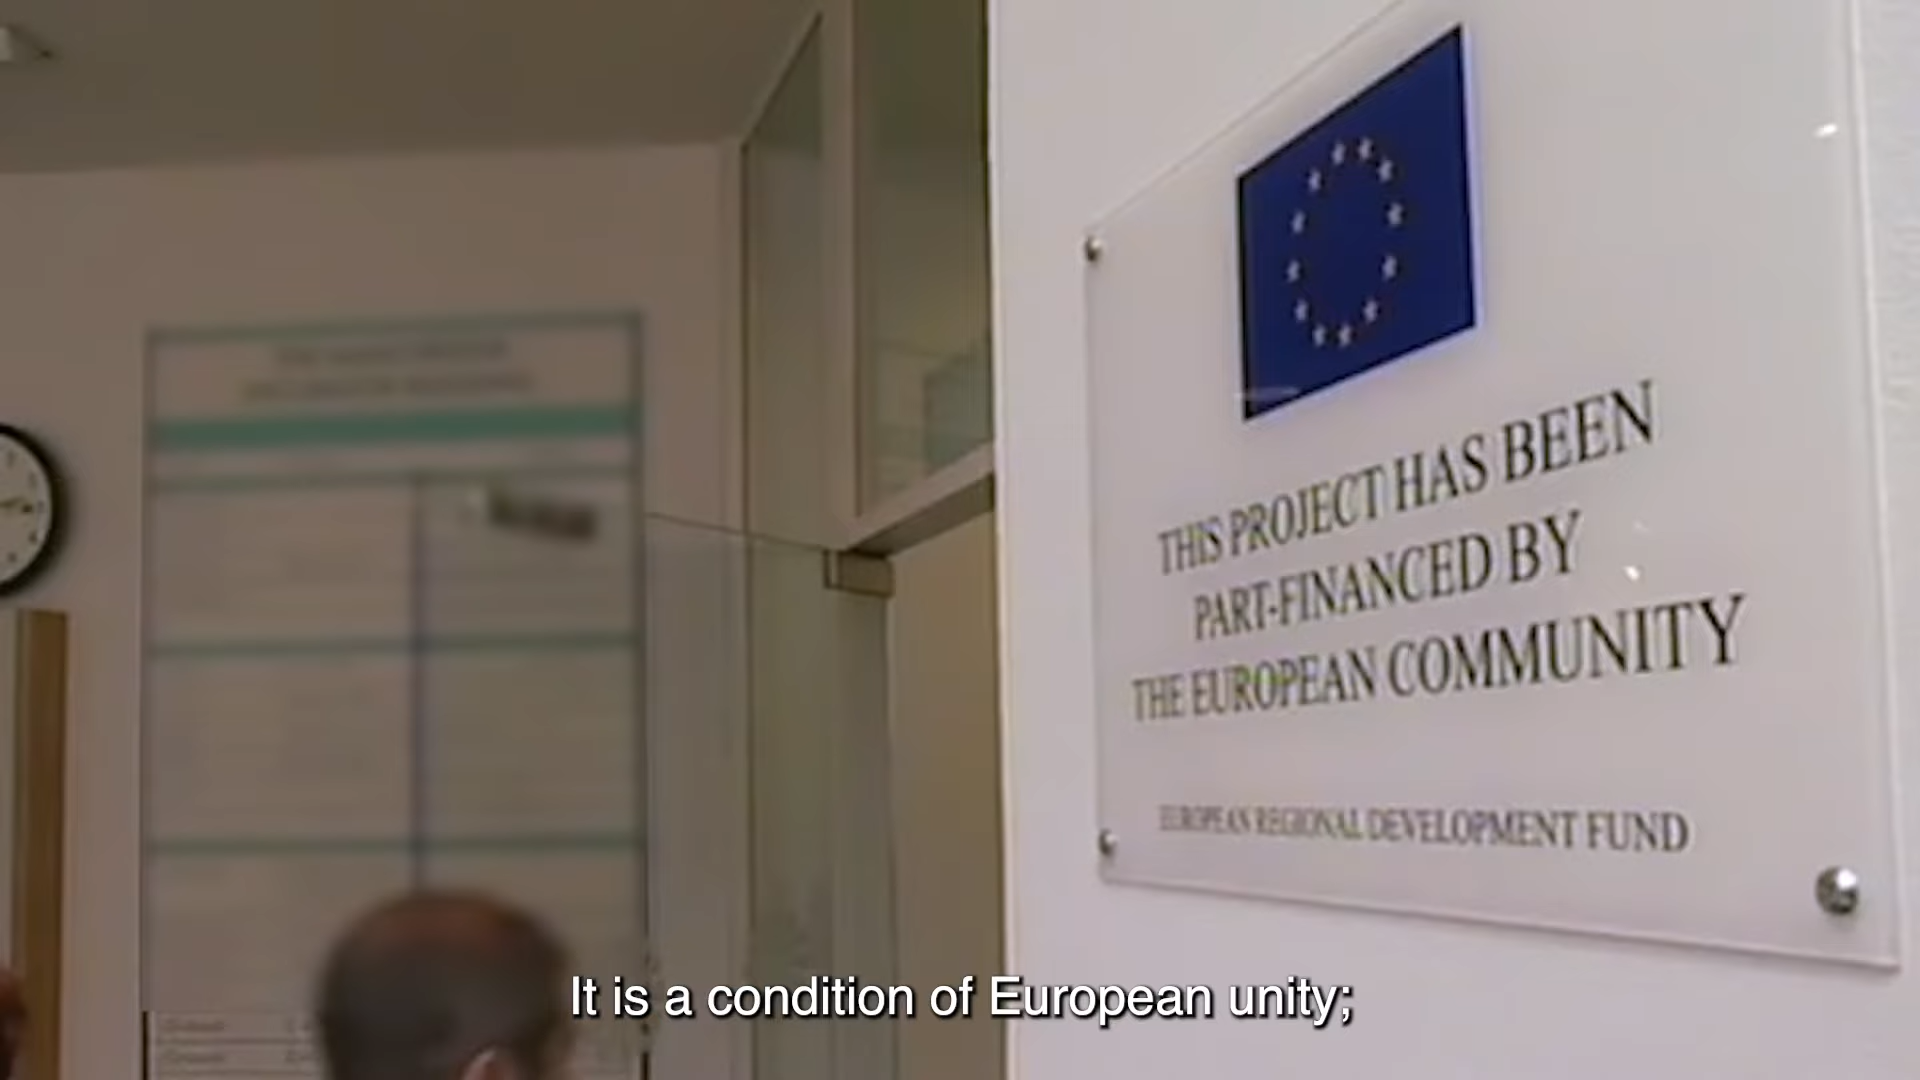 THIS PROJECT HAS BEEN
PART-FINANCED BY
THE EUROPEAN COMMUNITY
EUROPEAN REGIONAL DEVELOPMENT FUND
It is a condition of European unity;